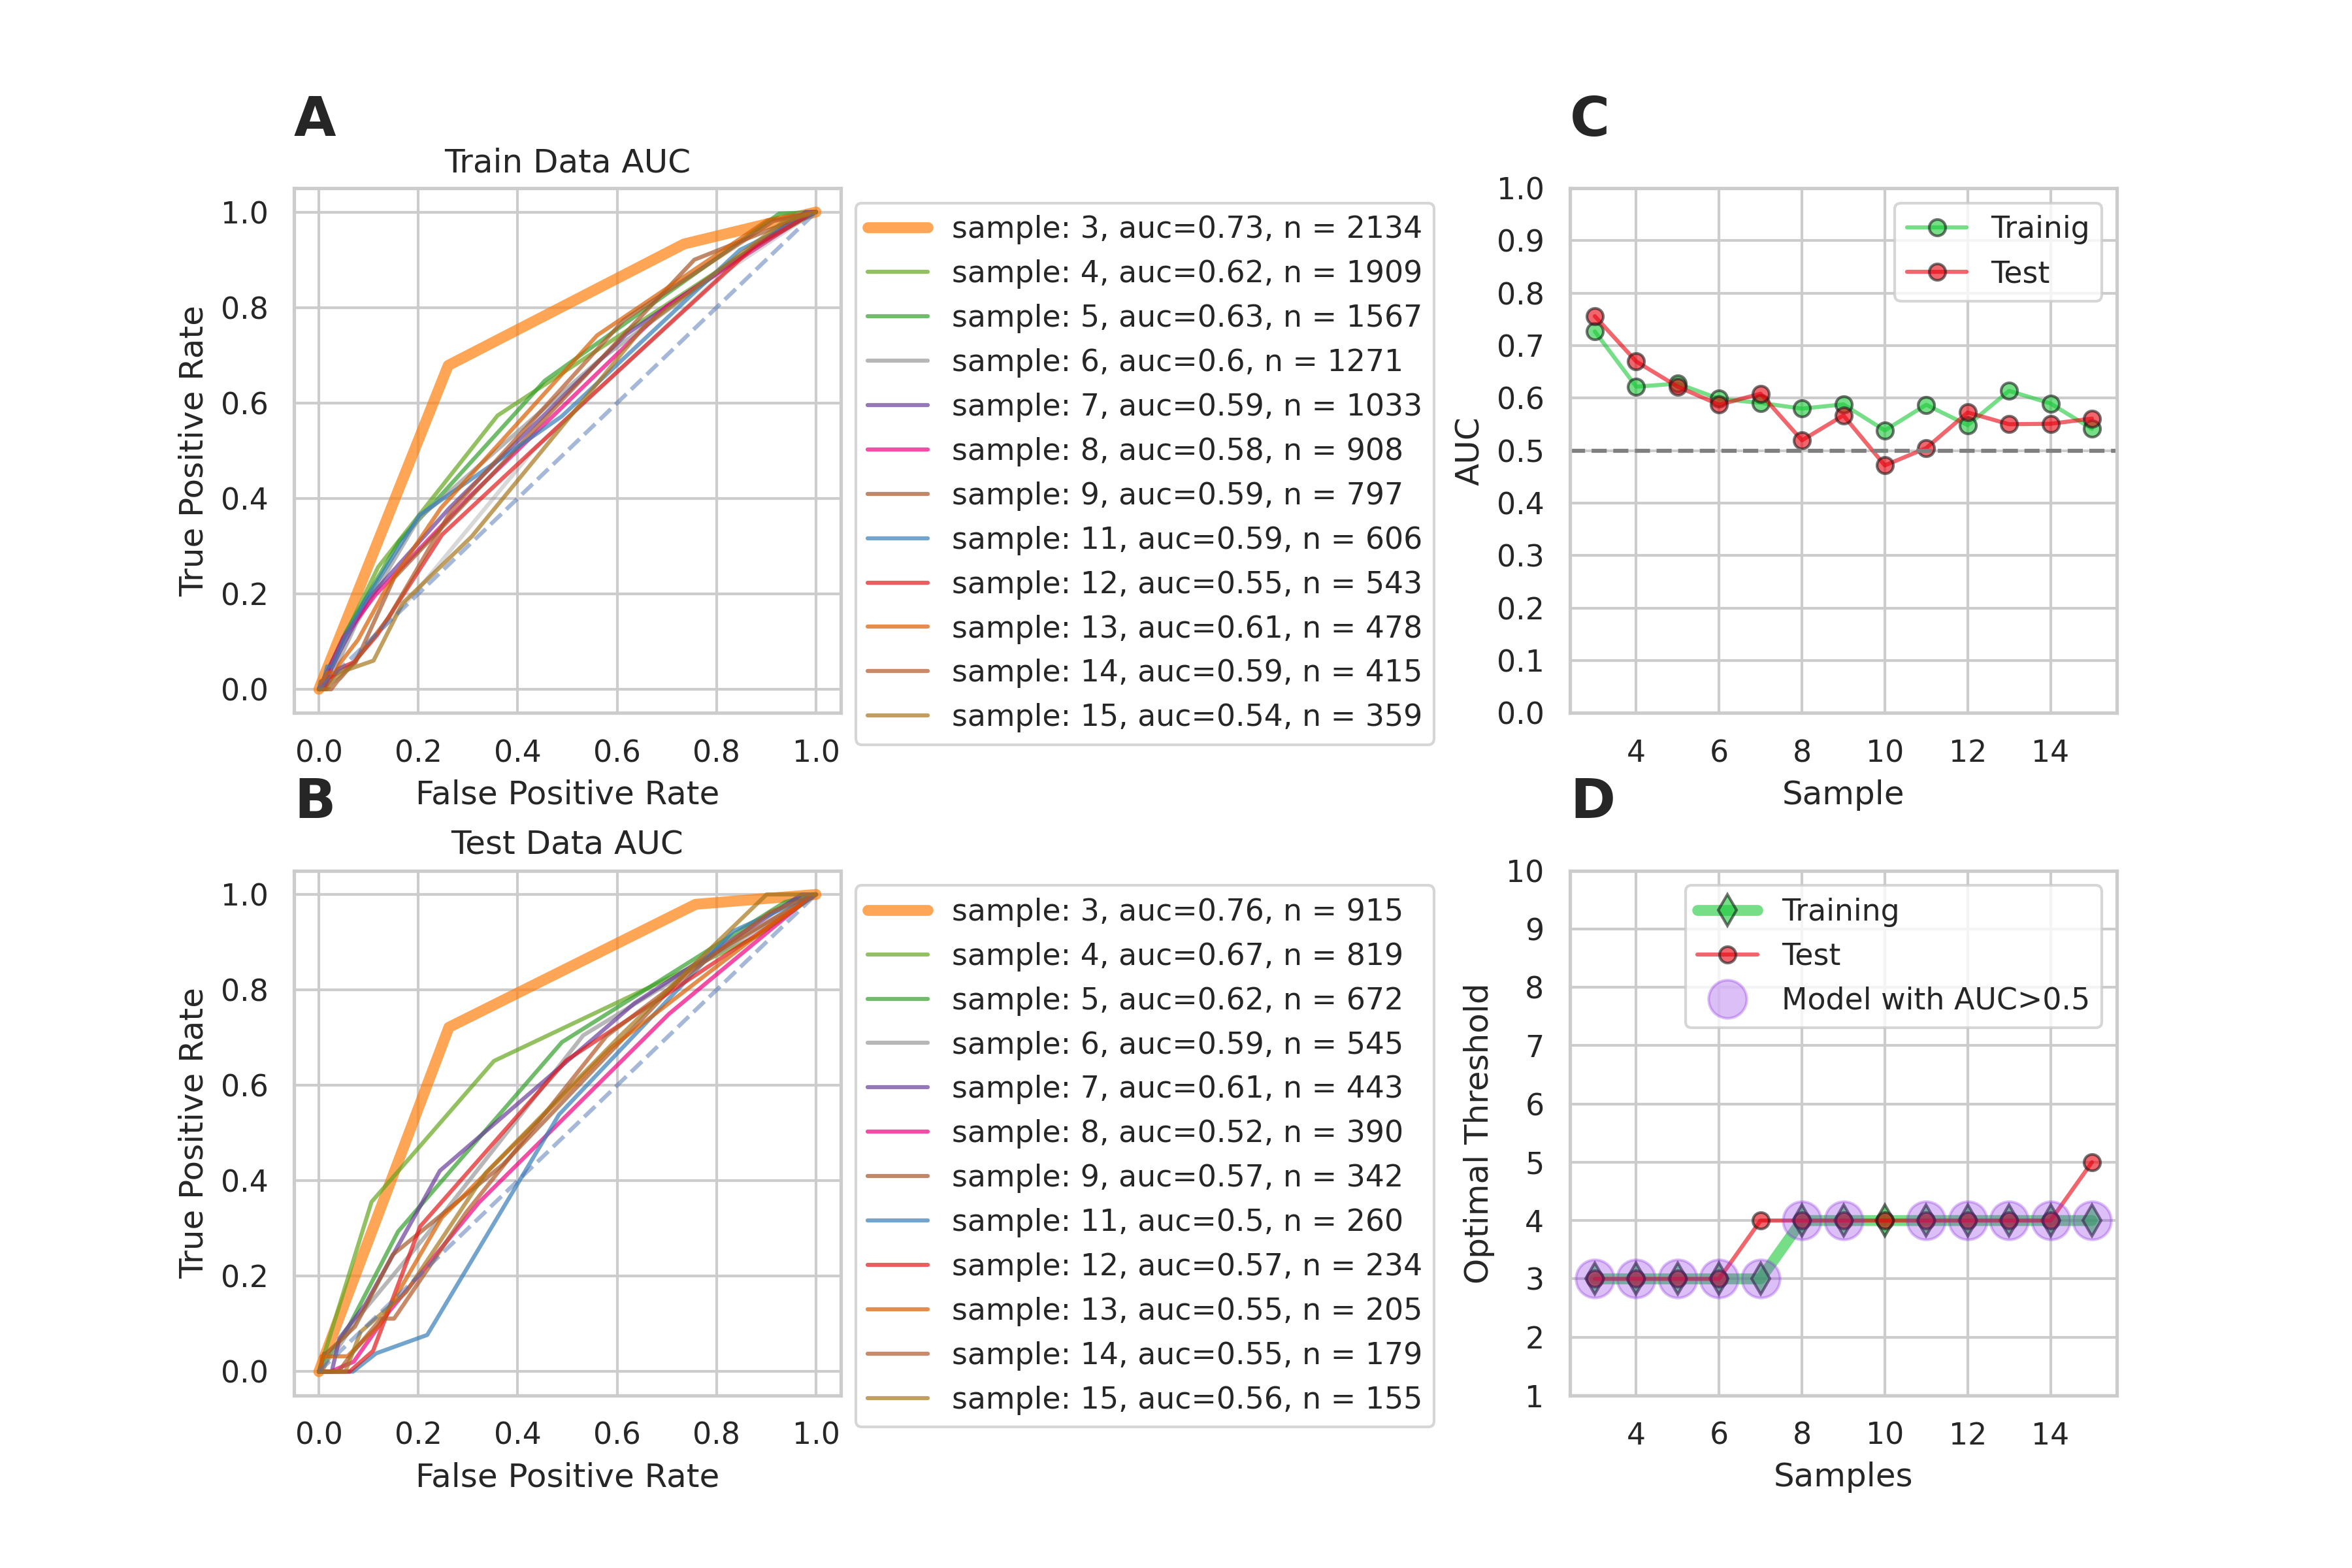 A
Train Data AUC
True Positive Rate
1.0
0.8
0.6
0.4
0.2
0.0
0.0 0.2 0.4 0.6 0.8 1.0
False Positive Rate
sample: 3, auc=0.73, n = 2134
sample: 4, auc=0.62, n = 1909
sample: 5, auc=0.63, n = 1567
sample: 6, auc=0.6, n = 1271
sample: 7, auc=0.59, n = 1033
sample: 8, auc=0.58, n = 908
sample: 9, auc=0.59, n = 797
sample: 11, auc=0.59, n = 606
sample: 12, auc=0.55, n = 543
sample: 13, auc=0.61, n = 478
sample: 14, auc=0.59, n = 415
sample: 15, auc=0.54, n = 359
B
Test Data AUC
True Positive Rate
1.0
0.8
0.6
0.4
0.2
0.0
0.0 0.2 0.4 0.6 0.8 1.0
False Positive Rate
sample: 3, auc=0.76, n = 915
sample: 4, auc=0.67, n = 819
sample: 5, auc=0.62, n = 672
sample: 6, auc=0.59, n = 545
sample: 7, auc=0.61, n = 443
sample: 8, auc=0.52, n = 390
sample: 9, auc=0.57, n = 342
sample: 11, auc=0.5, n = 260
sample: 12, auc=0.57, n = 234
sample: 13, auc=0.55, n = 205
sample: 14, auc=0.55, n = 179
sample: 15, auc=0.56, n = 155
C
AUC
1.0
0.9
0.8
0.7
0.6
0.5
0.4
0.3
0.2
0.1
0.0
Trainig
Test
4 6 8 10 12 14
Sample
D
Optimal Threshold
10
9
8
7
6
5
4
3
2
1
Training
Test
Model with AUC>0.5
4 6 8 10 12 14
Samples